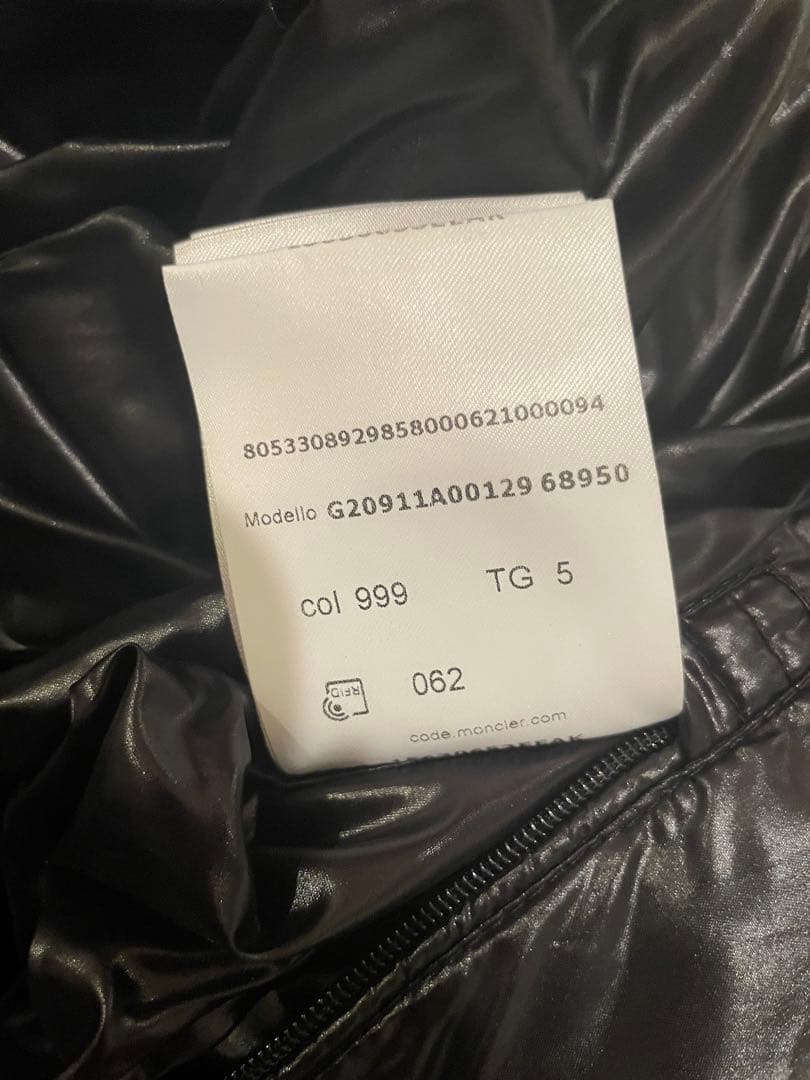 8053308929858000621000094
Modello G20911A00129 68950
col 999 TG 5
RFID 062
code.moncler.com